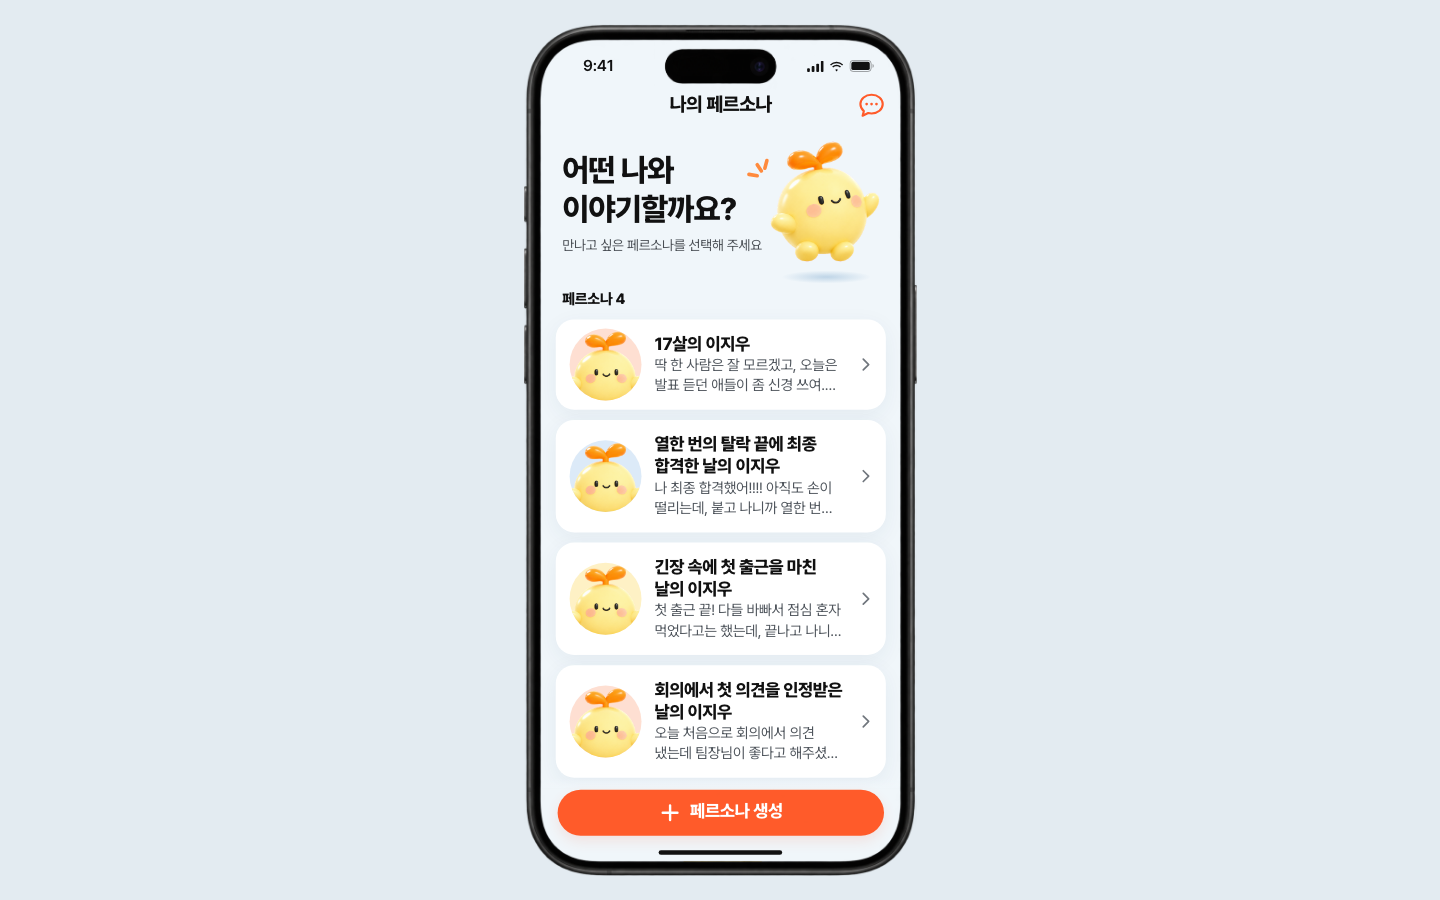 9:41
나의 페르소나
어떤 나와
이야기할까요?
만나고 싶은 페르소나를 선택해 주세요
페르소나 4
17살의 이지우
딱 한 사람은 잘 모르겠고, 오늘은
발표 듣던 애들이 좀 신경 쓰여....
열한 번의 탈락 끝에 최종
합격한 날의 이지우
나 최종 합격했어!!!! 아직도 손이
떨리는데, 붙고 나니까 열한 번...
긴장 속에 첫 출근을 마친
날의 이지우
첫 출근 끝! 다들 바빠서 점심 혼자
먹었다고는 했는데, 끝나고 나니...
회의에서 첫 의견을 인정받은
날의 이지우
오늘 처음으로 회의에서 의견
냈는데 팀장님이 좋다고 해주셨...
페르소나 생성